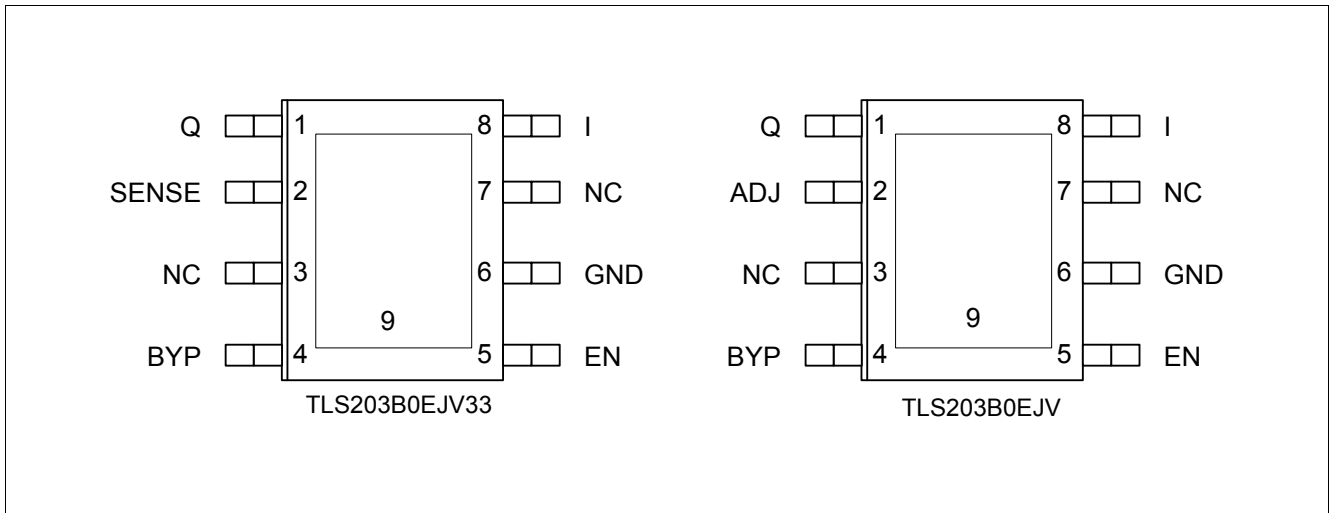 Q 1 8 I
SENSE 2 7 NC
NC 3 6 GND
9
BYP 4 5 EN
TLS203B0EJV33
Q 1 8 I
ADJ 2 7 NC
NC 3 6 GND
9
BYP 4 5 EN
TLS203B0EJV